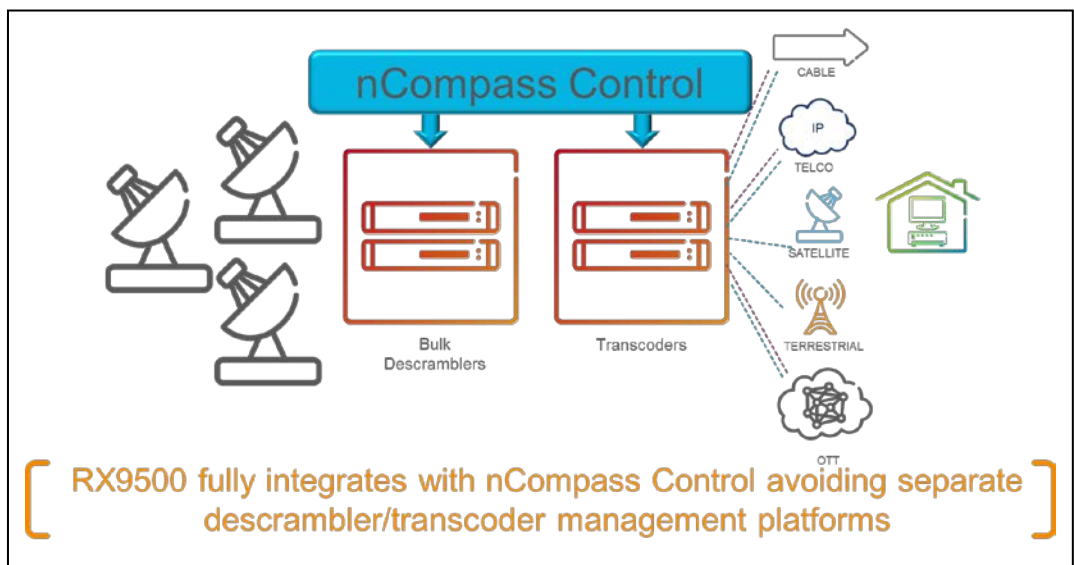 nCompass Control
CABLE
IP
TELCO
SATELLITE
TERRESTRIAL
OTT
Bulk
Descramblers
Transcoders
RX9500 fully integrates with nCompass Control avoiding separate
descrambler/transcoder management platforms